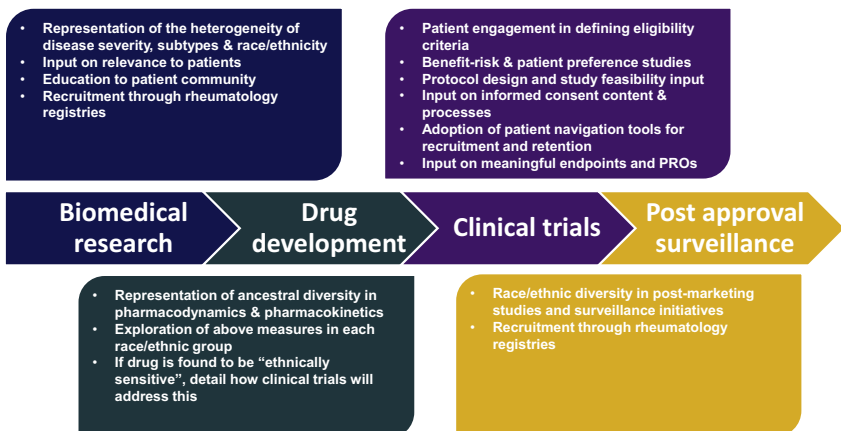 • Representation of the heterogeneity of
disease severity, subtypes & race/ethnicity
• Input on relevance to patients
• Education to patient community
• Recruitment through rheumatology
registries
• Patient engagement in defining eligibility
criteria
• Benefit-risk & patient preference studies
• Protocol design and study feasibility input
• Input on informed consent content &
processes
• Adoption of patient navigation tools for
recruitment and retention
• Input on meaningful endpoints and PROs
Biomedical
research
Drug
development
Clinical trials
Post approval
surveillance
• Representation of ancestral diversity in
pharmacodynamics & pharmacokinetics
• Exploration of above measures in each
race/ethnic group
• If drug is found to be “ethnically
sensitive”, detail how clinical trials will
address this
• Race/ethnic diversity in post-marketing
studies and surveillance initiatives
• Recruitment through rheumatology
registries